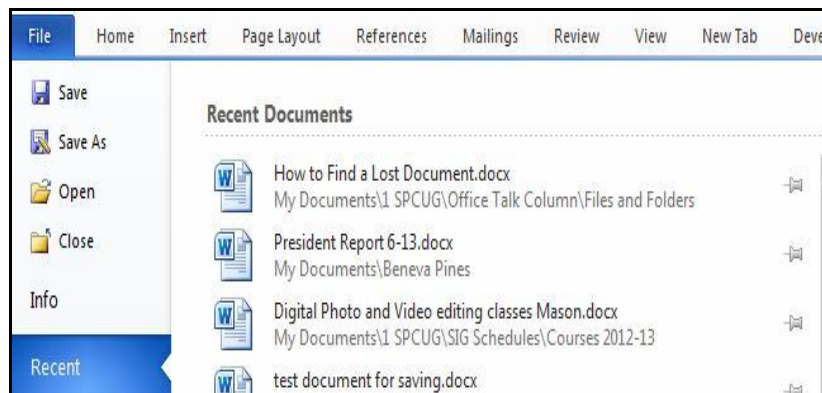 File Home Insert Page Layout References Mailings Review View New Tab Deve
Save
Save As
Open
Close
Info
Recent
Recent Documents
How to Find a Lost Document.docx
My Documents\1 SPCUG\Office Talk Column\Files and Folders
President Report 6-13.docx
My Documents\Beneva Pines
Digital Photo and Video editing classes Mason.docx
My Documents\1 SPCUG\SIG Schedules\Courses 2012-13
test document for saving.docx